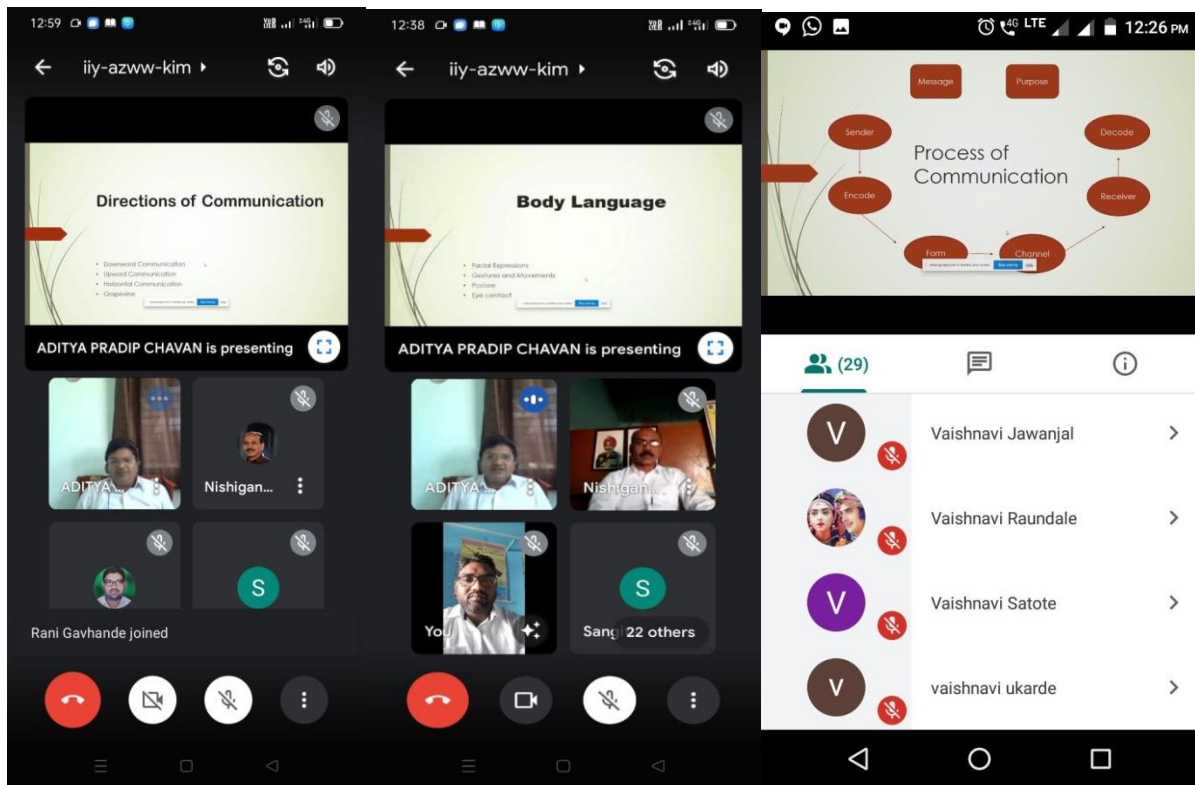 12:59
iiy-azww-kim
Directions of Communication
• Downward Communication
• Upward Communication
• Horizontal Communication
• Grapevine
ADITYA PRADIP CHAVAN is presenting
ADITYA ...
Nishigan...
S
Rani Gavhande joined
12:38
iiy-azww-kim
Body Language
• Facial Expressions
• Gestures and Movements
• Posture
• Eye contact
ADITYA PRADIP CHAVAN is presenting
ADITYA ...
Nishigan...
You
S
Sangi
22 others
4G LTE 12:26 PM
Message
Purpose
Sender
Decode
Process of
Communication
Encode
Receiver
Form
Channel
(29)
V
Vaishnavi Jawanjal
Vaishnavi Raundale
V
Vaishnavi Satote
V
vaishnavi ukarde